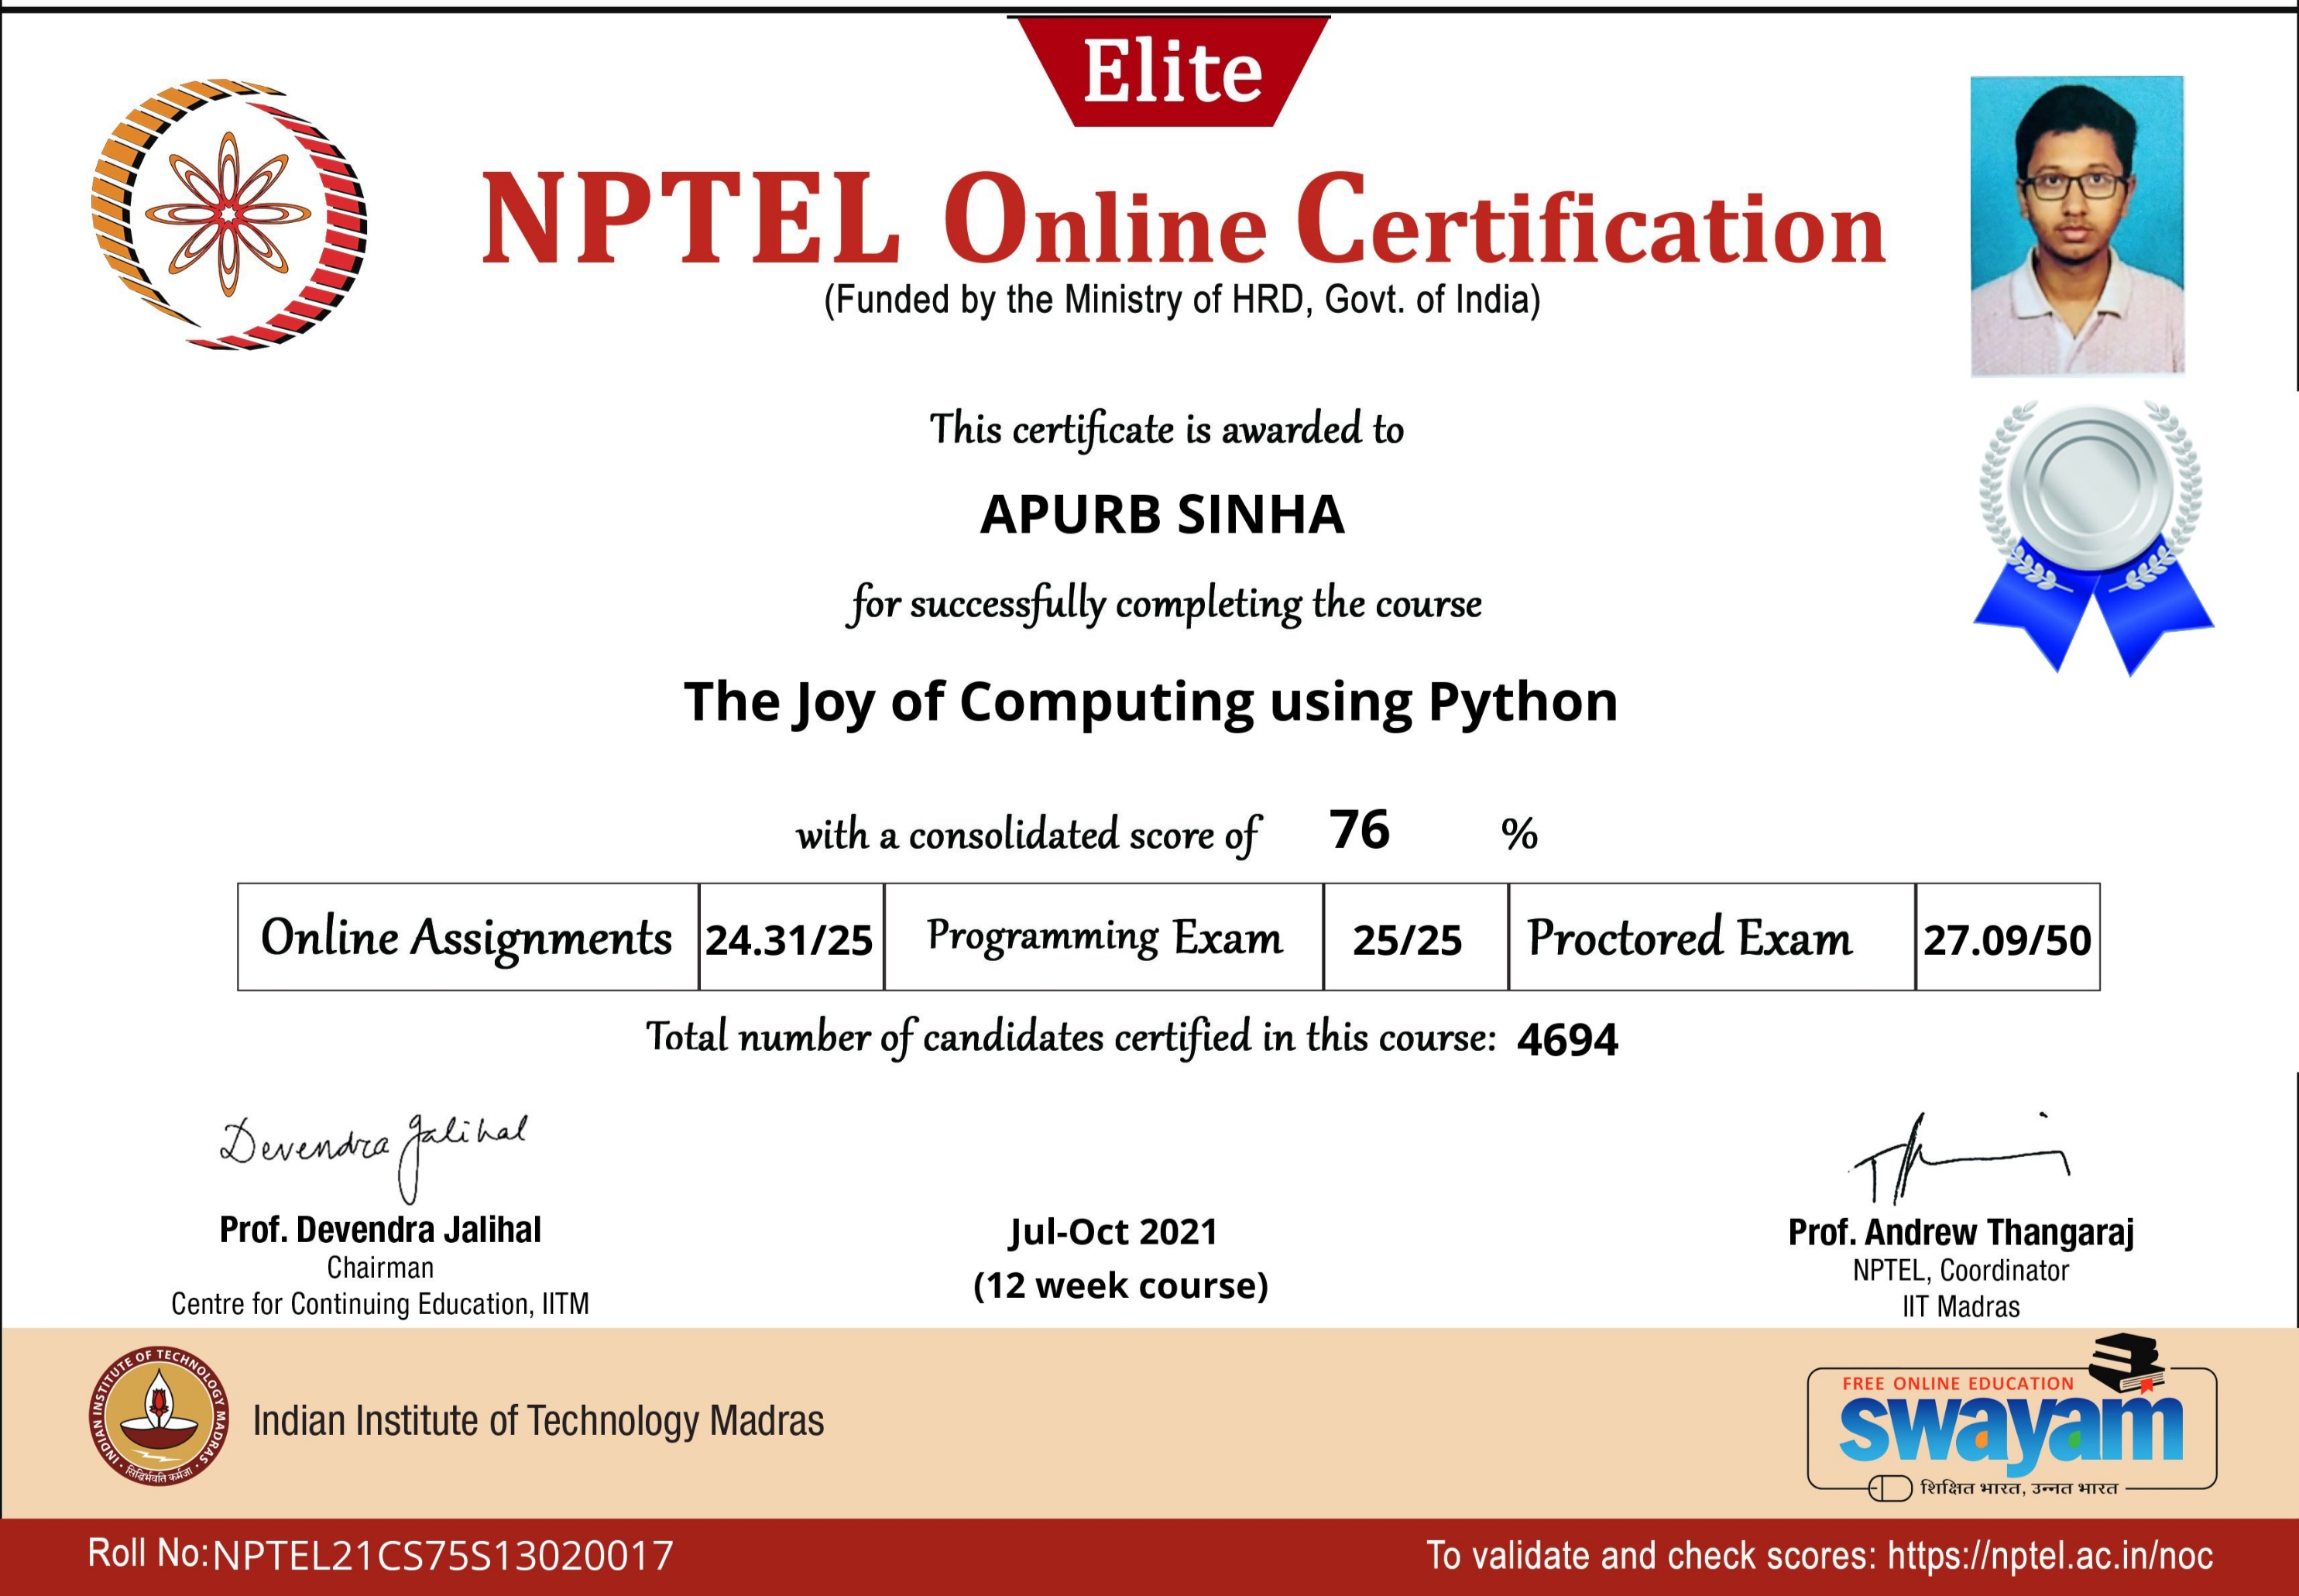 Elite
NPTEL Online Certification
(Funded by the Ministry of HRD, Govt. of India)
This certificate is awarded to
APURB SINHA
for successfully completing the course
The Joy of Computing using Python
with a consolidated score of 76 %
Online Assignments 24.31/25 Programming Exam 25/25 Proctored Exam 27.09/50
Total number of candidates certified in this course: 4694
Devendra Jalihal
Prof. Devendra Jalihal
Chairman
Centre for Continuing Education, IITM
Jul-Oct 2021
(12 week course)
Prof. Andrew Thangaraj
NPTEL, Coordinator
IIT Madras
INDIAN INSTITUTE OF TECHNOLOGY MADRAS
सिद्धिर्भवति कर्मजा
Indian Institute of Technology Madras
FREE ONLINE EDUCATION
swayam
शिक्षित भारत, उन्नत भारत
Roll No: NPTEL21CS75S13020017
To validate and check scores: https://nptel.ac.in/noc